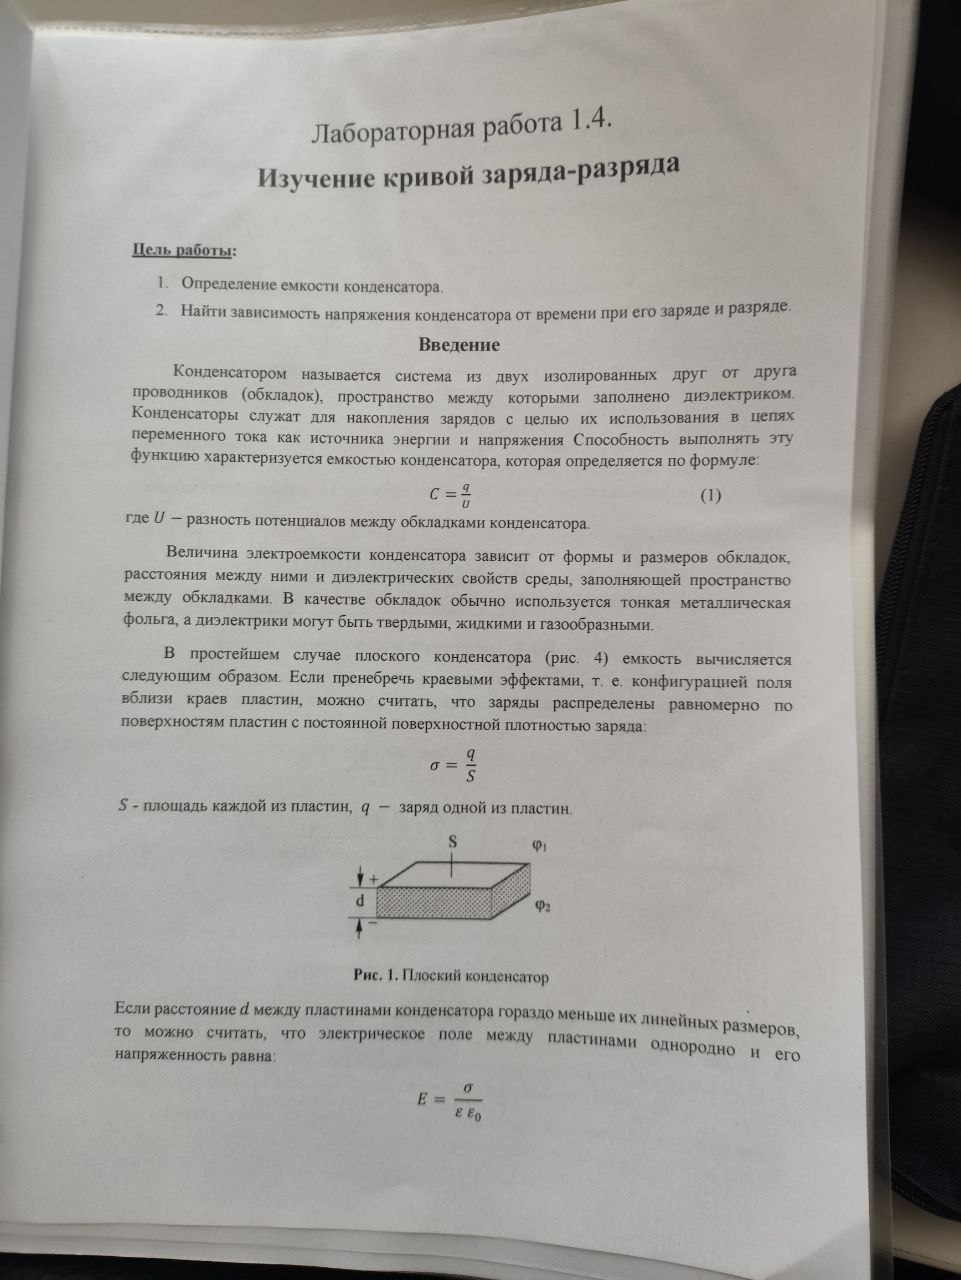 Лабораторная работа 1.4.
Изучение кривой заряда-разряда
Цель работы:
1. Определение емкости конденсатора.
2. Найти зависимость напряжения конденсатора от времени при его заряде и разряде.
Введение
Конденсатором называется система из двух изолированных друг от друга
проводников (обкладок), пространство между которыми заполнено диэлектриком.
Конденсаторы служат для накопления зарядов с целью их использования в цепях
переменного тока как источника энергии и напряжения Способность выполнять эту
функцию характеризуется емкостью конденсатора, которая определяется по формуле:
C = q/U (1)
где U – разность потенциалов между обкладками конденсатора.
Величина электроемкости конденсатора зависит от формы и размеров обкладок,
расстояния между ними и диэлектрических свойств среды, заполняющей пространство
между обкладками. В качестве обкладок обычно используется тонкая металлическая
фольга, а диэлектрики могут быть твердыми, жидкими и газообразными.
В простейшем случае плоского конденсатора (рис. 4) емкость вычисляется
следующим образом. Если пренебречь краевыми эффектами, т. е. конфигурацией поля
вблизи краев пластин, можно считать, что заряды распределены равномерно по
поверхностям пластин с постоянной поверхностной плотностью заряда:
σ = q/S
S - площадь каждой из пластин, q – заряд одной из пластин.
S φ1
+
d φ2
–
Рис. 1. Плоский конденсатор
Если расстояние d между пластинами конденсатора гораздо меньше их линейных размеров,
то можно считать, что электрическое поле между пластинами однородно и его
напряженность равна:
E = σ/ε ε0